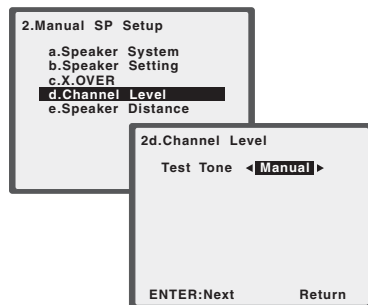 2.Manual SP Setup
a.Speaker System
b.Speaker Setting
c.X.OVER
d.Channel Level
e.Speaker Distance
2d.Channel Level
Test Tone ◀ Manual ▶
ENTER:Next Return